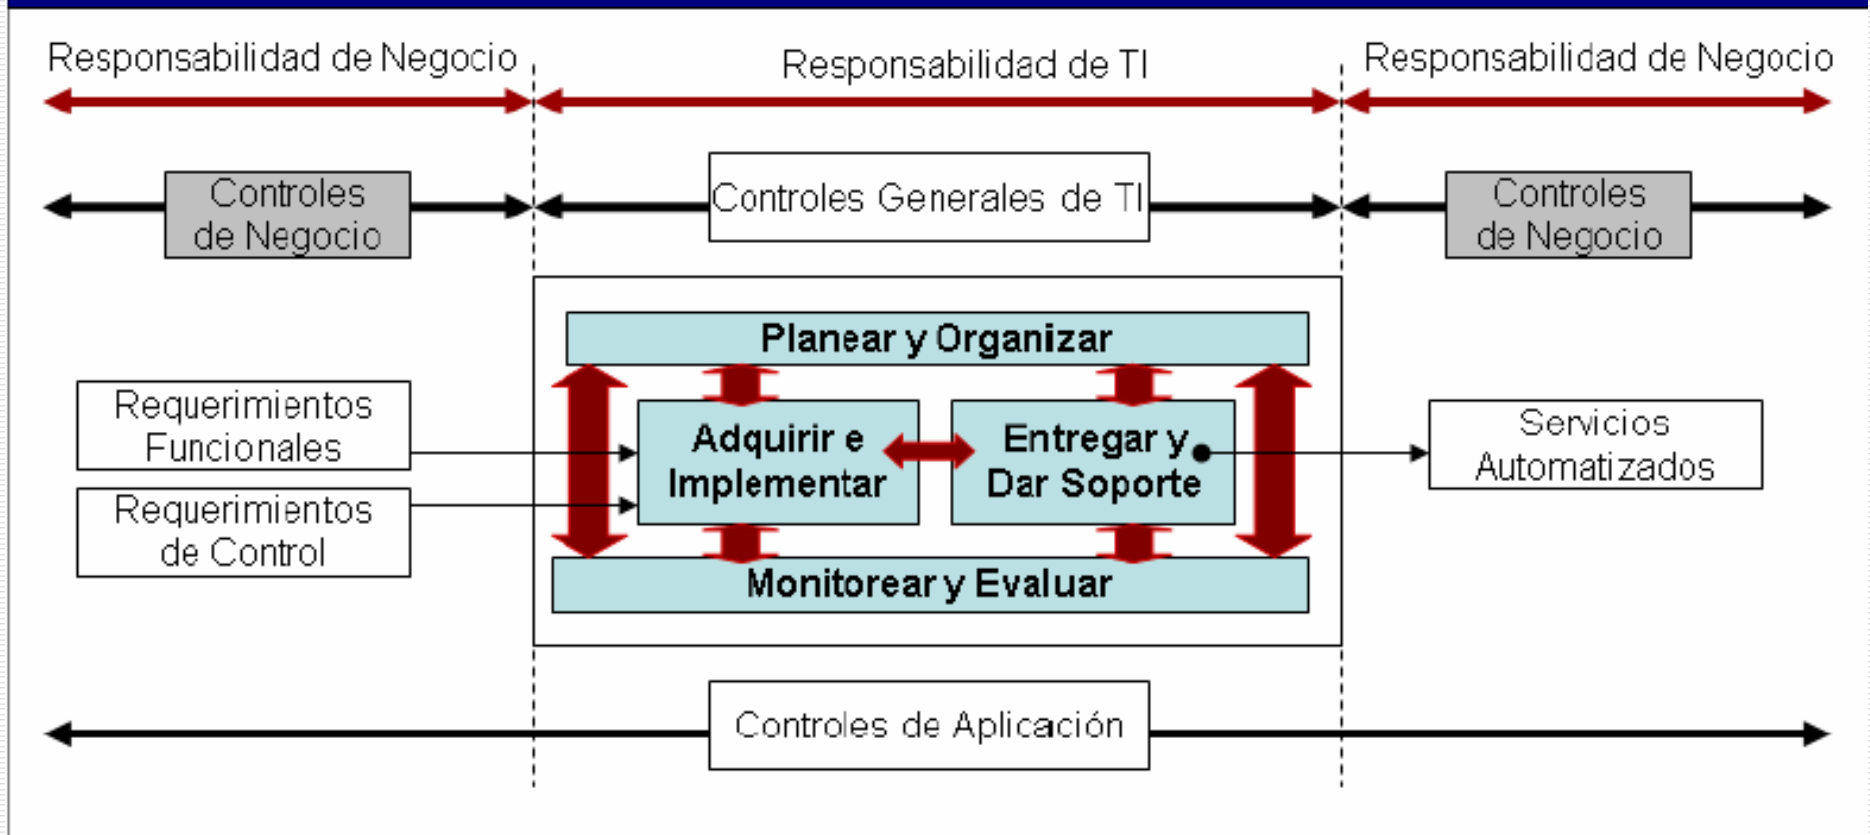 Responsabilidad de Negocio
Responsabilidad de TI
Responsabilidad de Negocio
Controles
de Negocio
Controles Generales de TI
Controles
de Negocio
Planear y Organizar
Requerimientos
Funcionales
Adquirir e
Implementar
Entregar y
Dar Soporte
Servicios
Automatizados
Requerimientos
de Control
Monitorear y Evaluar
Controles de Aplicación